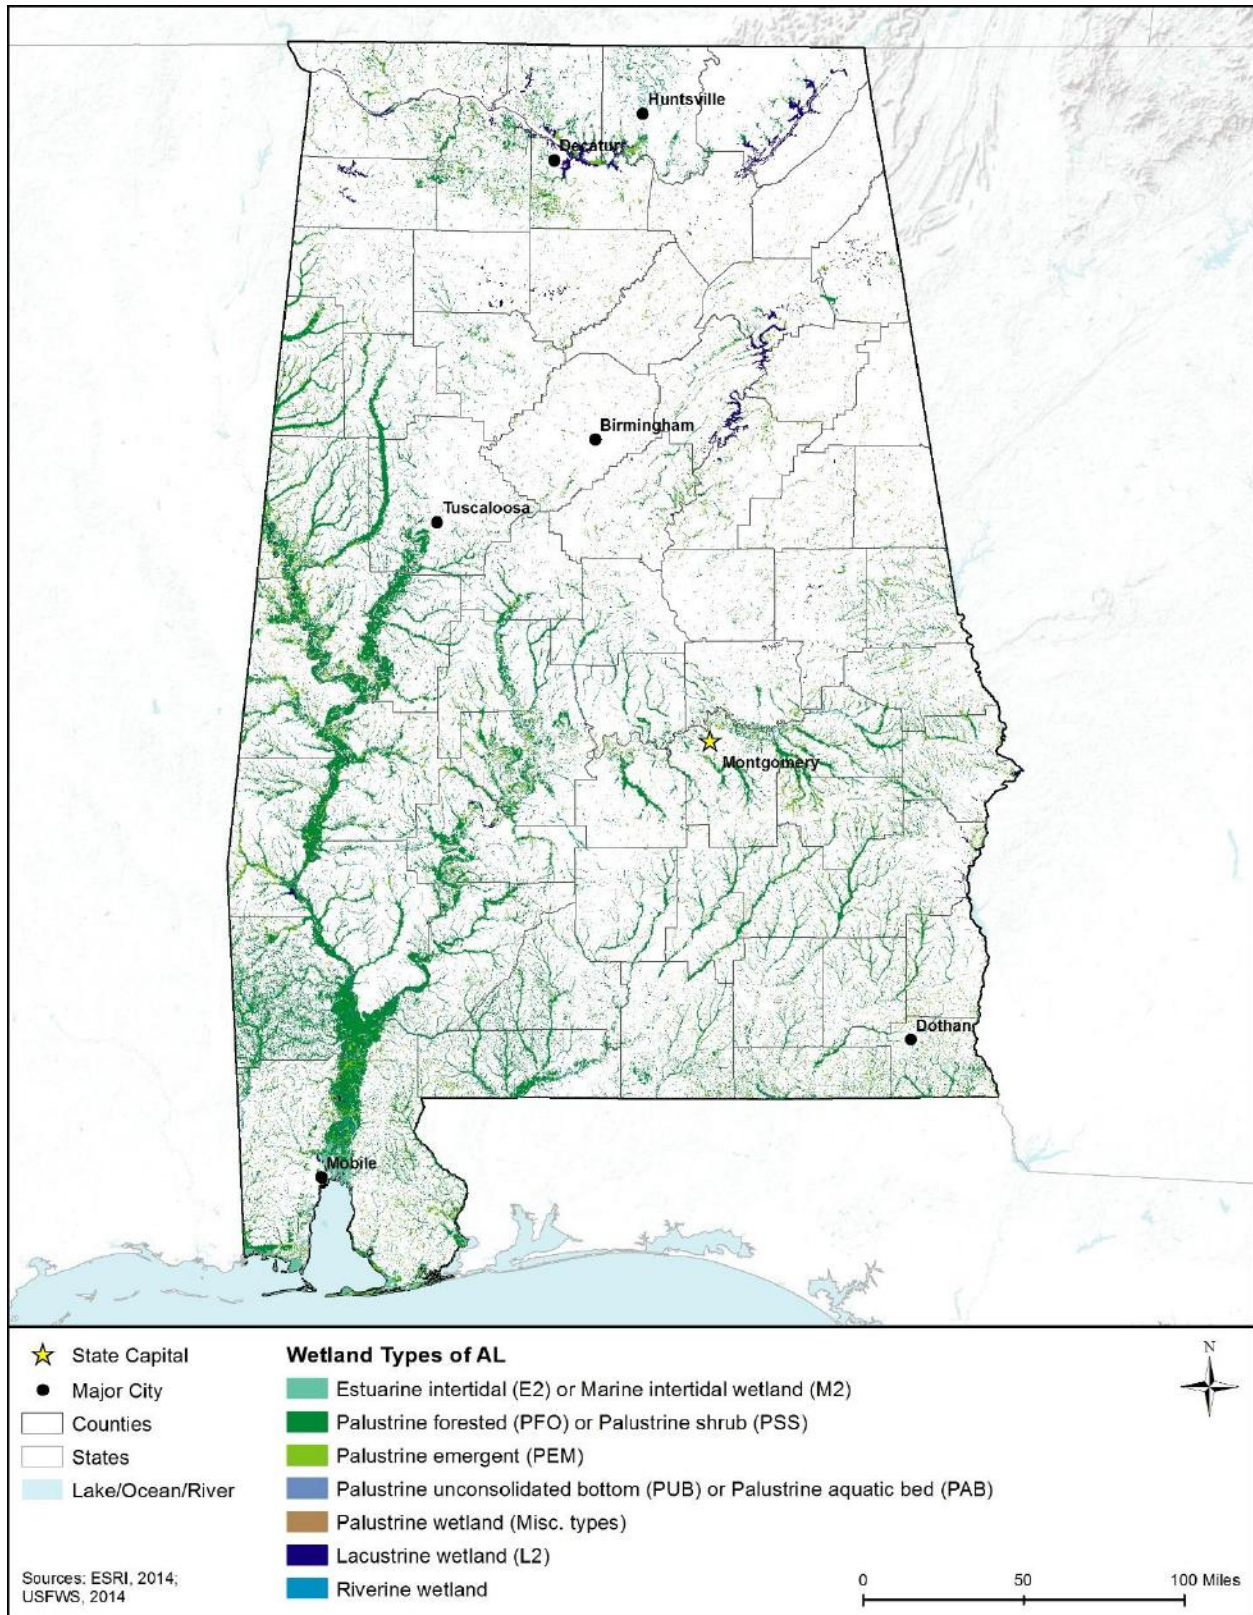 Huntsville
Decatur
Birmingham
Tuscaloosa
Montgomery
Dothan
Mobile
State Capital
Major City
Counties
States
Lake/Ocean/River
Sources: ESRI, 2014;
USFWS, 2014
Wetland Types of AL
Estuarine intertidal (E2) or Marine intertidal wetland (M2)
Palustrine forested (PFO) or Palustrine shrub (PSS)
Palustrine emergent (PEM)
Palustrine unconsolidated bottom (PUB) or Palustrine aquatic bed (PAB)
Palustrine wetland (Misc. types)
Lacustrine wetland (L2)
Riverine wetland
N
0 50 100 Miles